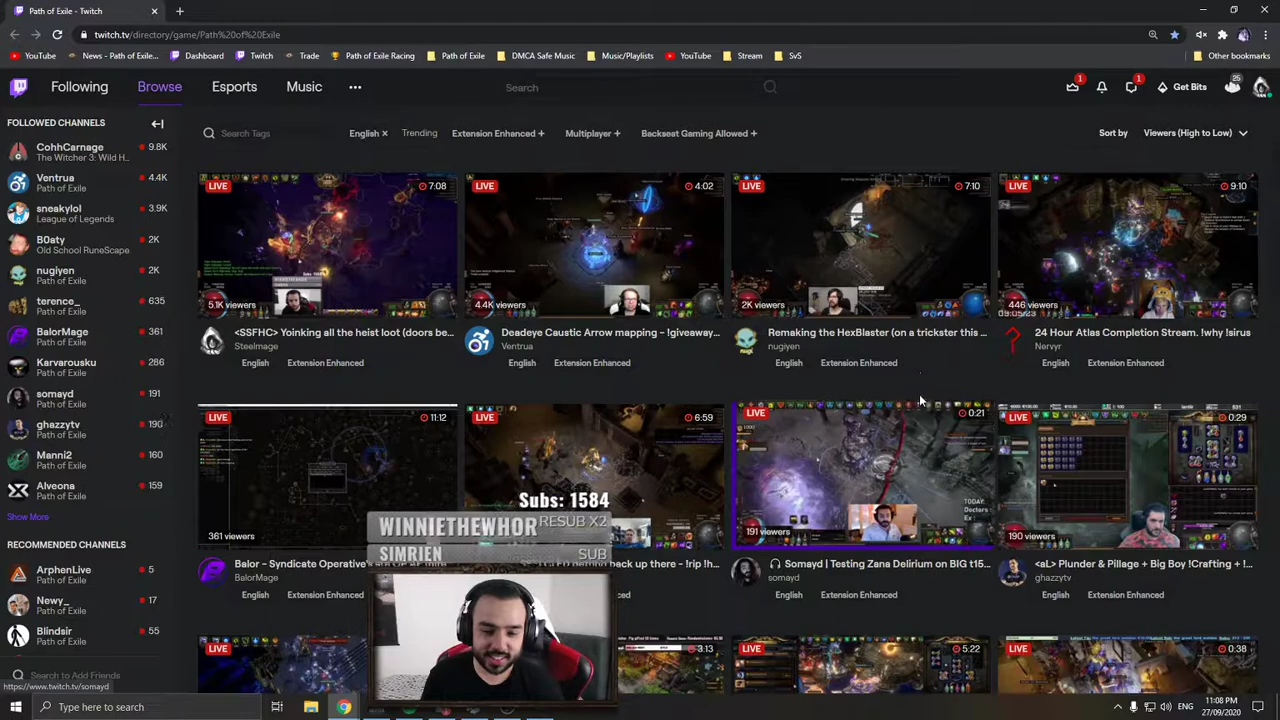 Path of Exile - Twitch
twitch.tv/directory/game/Path%20of%20Exile
YouTube
News - Path of Exile...
Dashboard
Twitch
Trade
Path of Exile Racing
Path of Exile
DMCA Safe Music
Music/Playlists
YouTube
Stream
SvS
Other bookmarks
Following
Browse
Esports
Music
Search
1
1
Get Bits
25
FOLLOWED CHANNELS
CohhCarnage 9.8K
The Witcher 3: Wild H...
Ventrua 4.4K
Path of Exile
sneakylol 3.9K
League of Legends
B0aty 2K
Old School RuneScape
nugiyen 2K
Path of Exile
terence_ 635
Path of Exile
BalorMage 361
Path of Exile
Karvarousku 286
Path of Exile
somayd 191
Path of Exile
ghazzytv 190
Path of Exile
Manni2 160
Path of Exile
Alveona 159
Path of Exile
Show More
RECOMMENDED CHANNELS
ArphenLive 5
Path of Exile
Newy_ 17
Path of Exile
Blindsir 55
Path of Exile
Search to Add Friends
https://www.twitch.tv/somayd
Search Tags
English
Trending
Extension Enhanced
Multiplayer
Backseat Gaming Allowed
Sort by
Viewers (High to Low)
LIVE 7:08
5.1K viewers
<SSFHC> Yoinking all the heist loot (doors be...
Steelmage
English Extension Enhanced
LIVE 4:02
4.4K viewers
Deadeye Caustic Arrow mapping - !giveaway...
Ventrua
English Extension Enhanced
LIVE 7:10
2K viewers
Remaking the HexBlaster (on a trickster this ...
nugiyen
English Extension Enhanced
LIVE 9:10
446 viewers
09:05:23
24 Hour Atlas Completion Stream. !why !sirus
Nervyr
English Extension Enhanced
LIVE 11:12
361 viewers
Balor - Syndicate Operative
BalorMage
English Extension Enhanced
LIVE 6:59
Subs: 1584
WINNIETHEWHOR RESUB X2
SIMRIEN SUB
back up there - !rip !h...
LIVE 0:21
191 viewers
TODAY:
somayd | Testing Zana Delirium on BIG t15...
somayd
English Extension Enhanced
LIVE 0:29
190 viewers
<aL> Plunder & Pillage + Big Boy !Crafting + !...
ghazzytv
English Extension Enhanced
LIVE
3:13
LIVE 5:22
LIVE 0:38
Type here to search
ENG
11:08 PM
27/09/2020